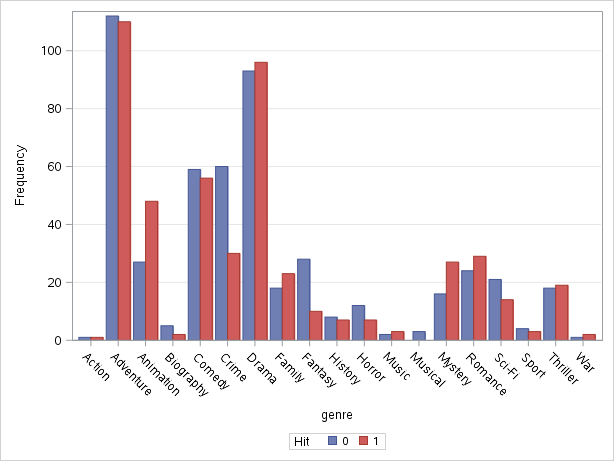 Frequency
100
80
60
40
20
0
Action
Adventure
Animation
Biography
Comedy
Crime
Drama
Family
Fantasy
History
Horror
Music
Musical
Mystery
Romance
Sci-Fi
Sport
Thriller
War
genre
Hit 0 1